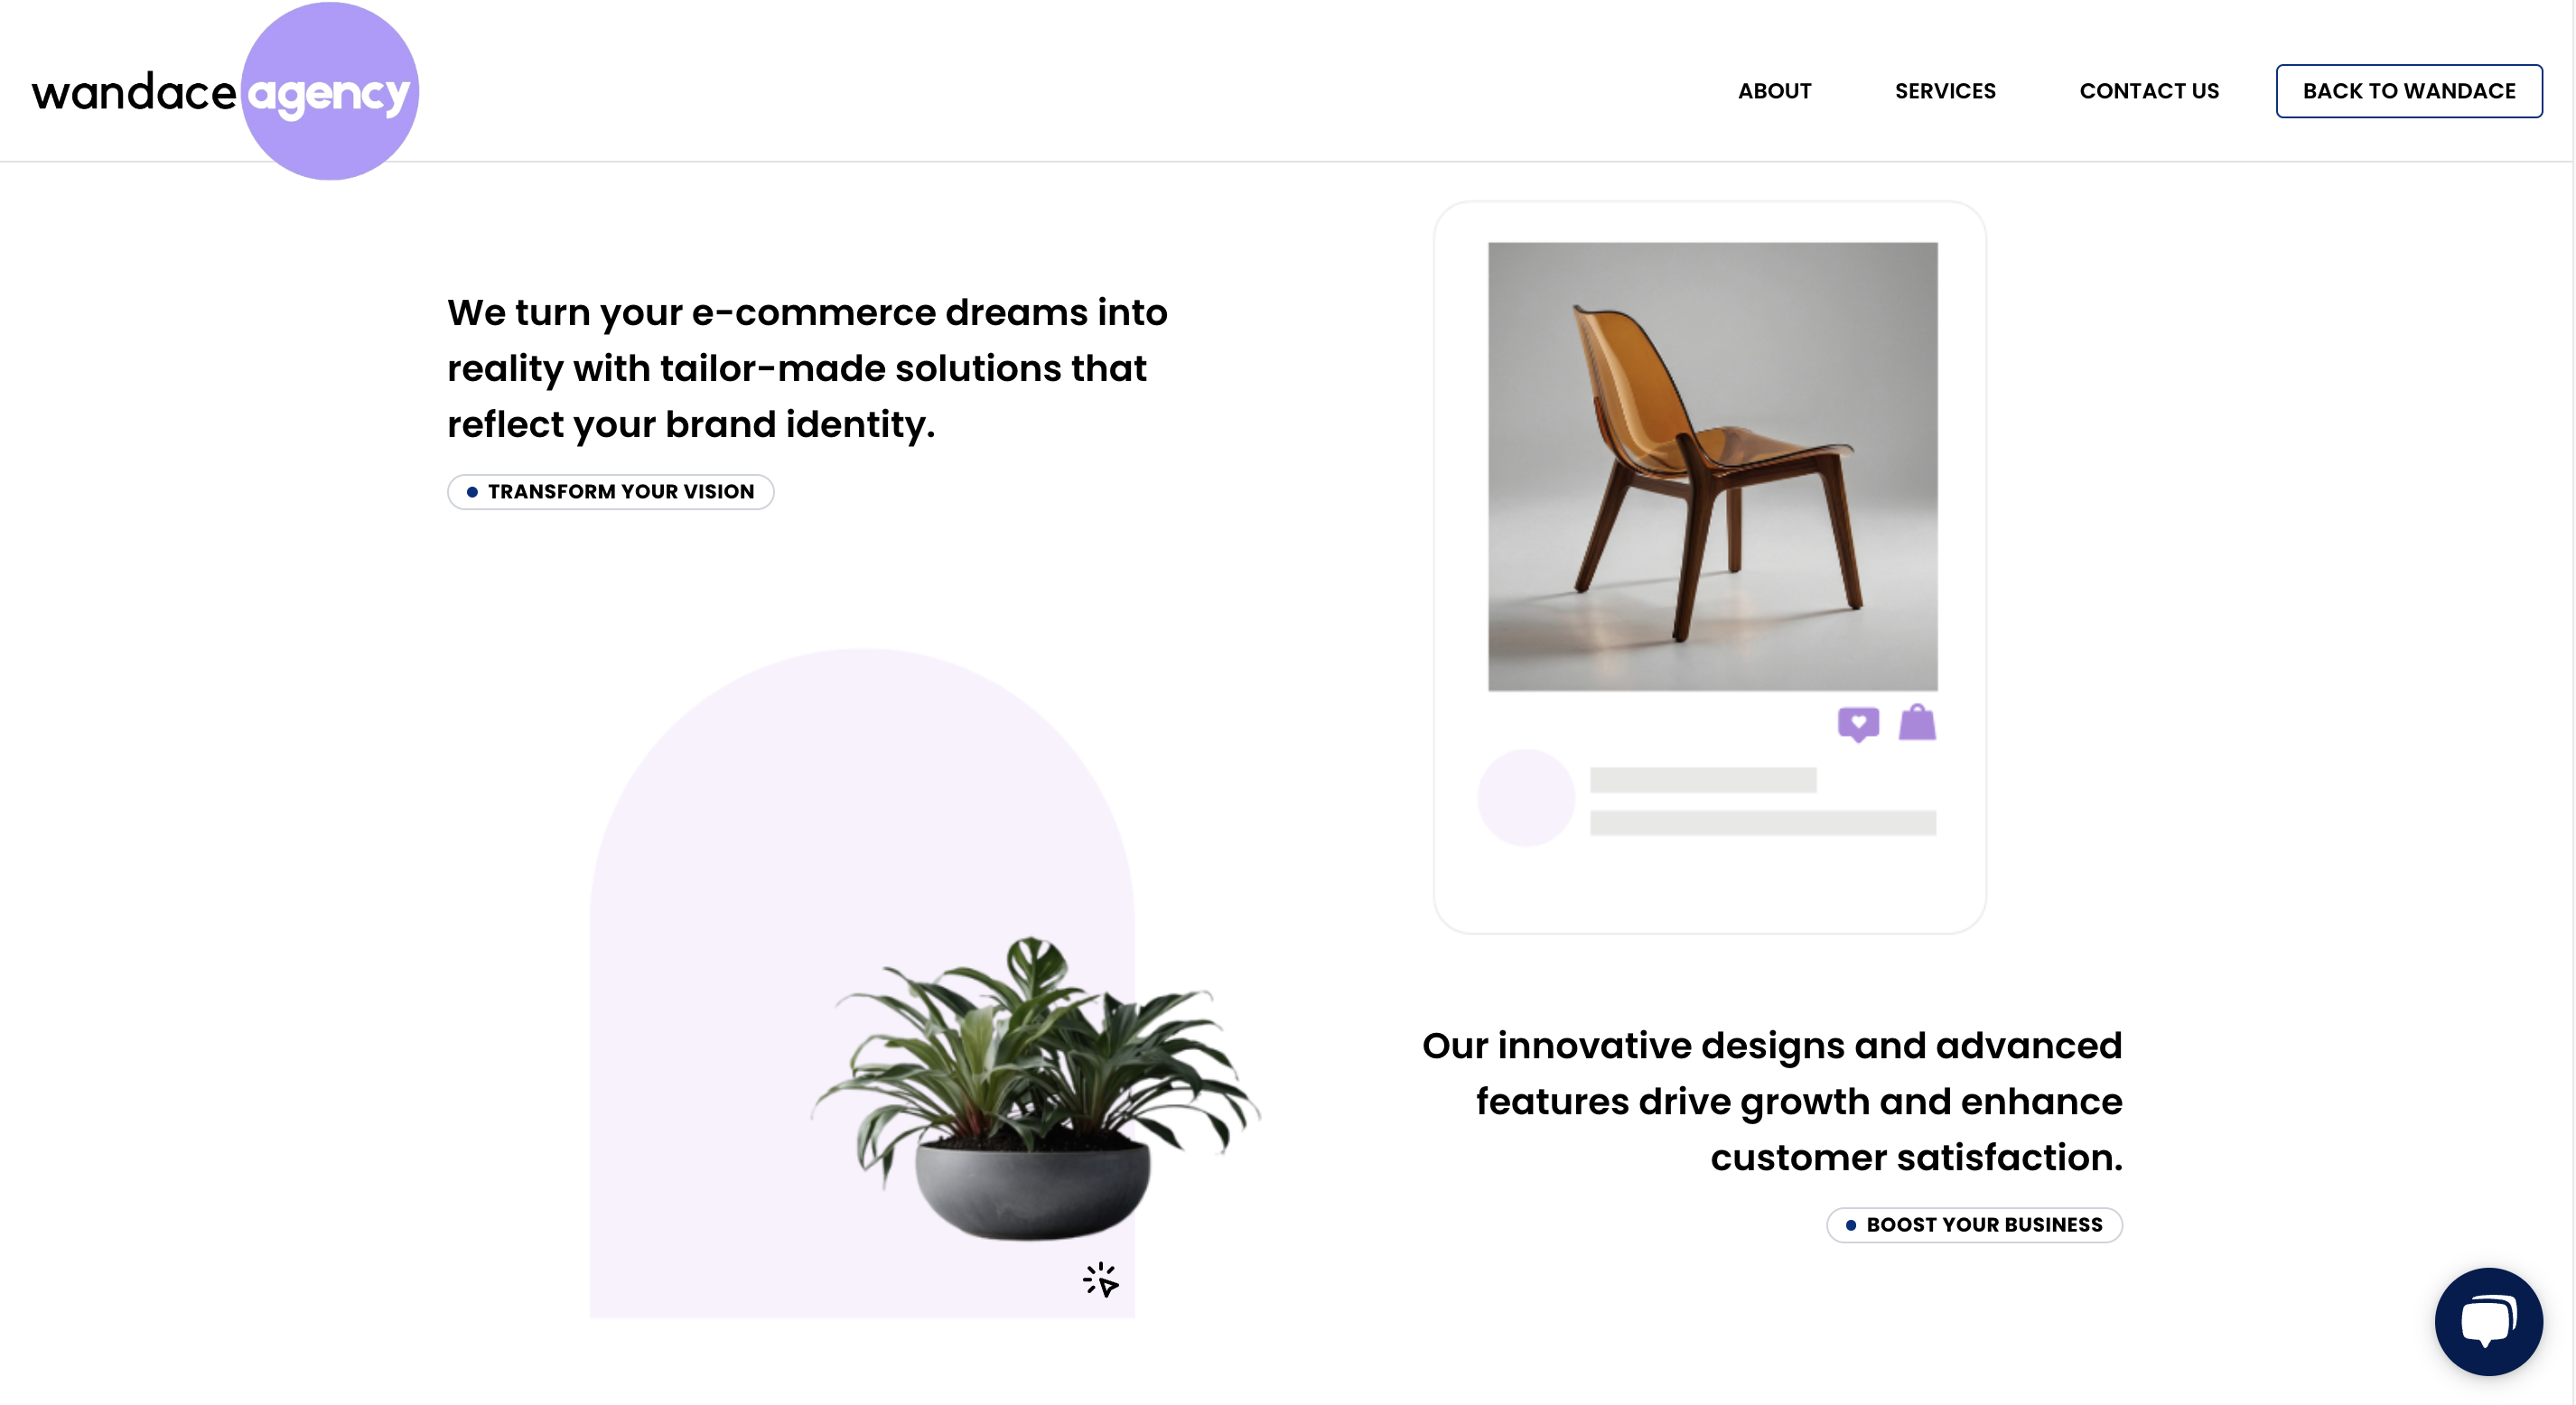 wandace agency
ABOUT
SERVICES
CONTACT US
BACK TO WANDACE
We turn your e-commerce dreams into
reality with tailor-made solutions that
reflect your brand identity.
TRANSFORM YOUR VISION
Our innovative designs and advanced
features drive growth and enhance
customer satisfaction.
BOOST YOUR BUSINESS